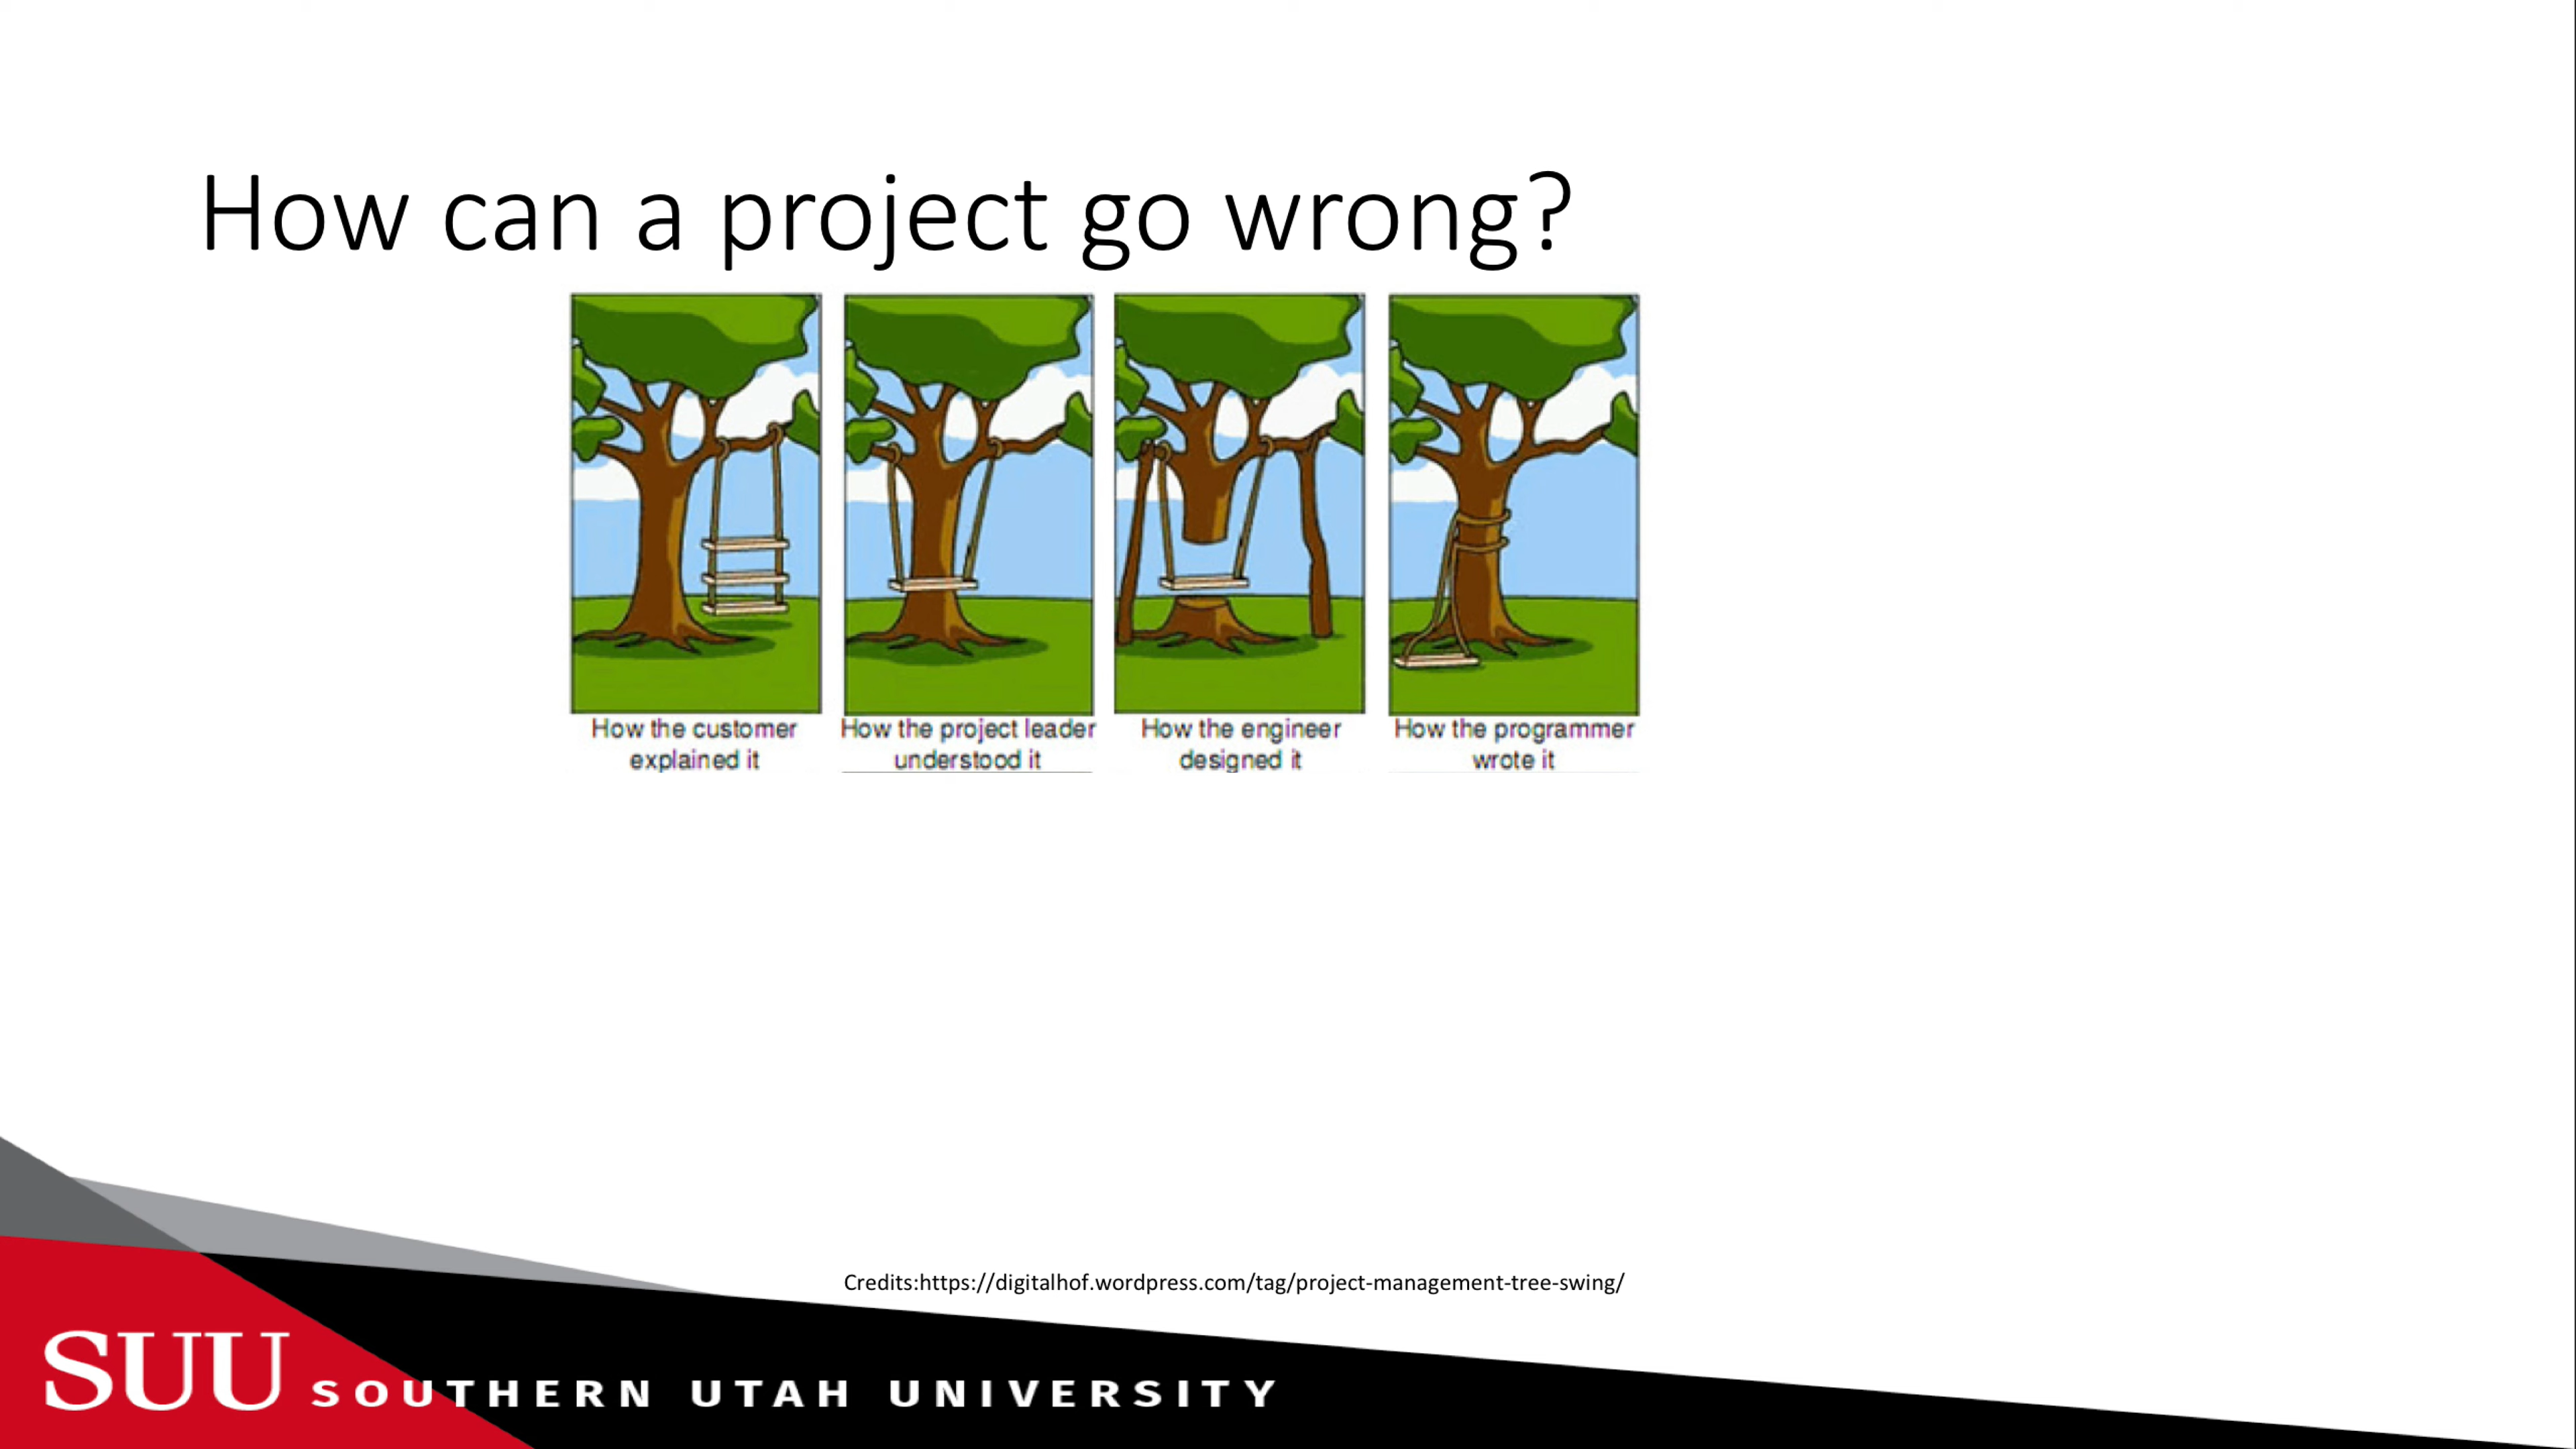 How can a project go wrong?
How the customer
explained it
How the project leader
understood it
How the engineer
designed it
How the programmer
wrote it
Credits:https://digitalhof.wordpress.com/tag/project-management-tree-swing/
SUU SOUTHERN UTAH UNIVERSITY